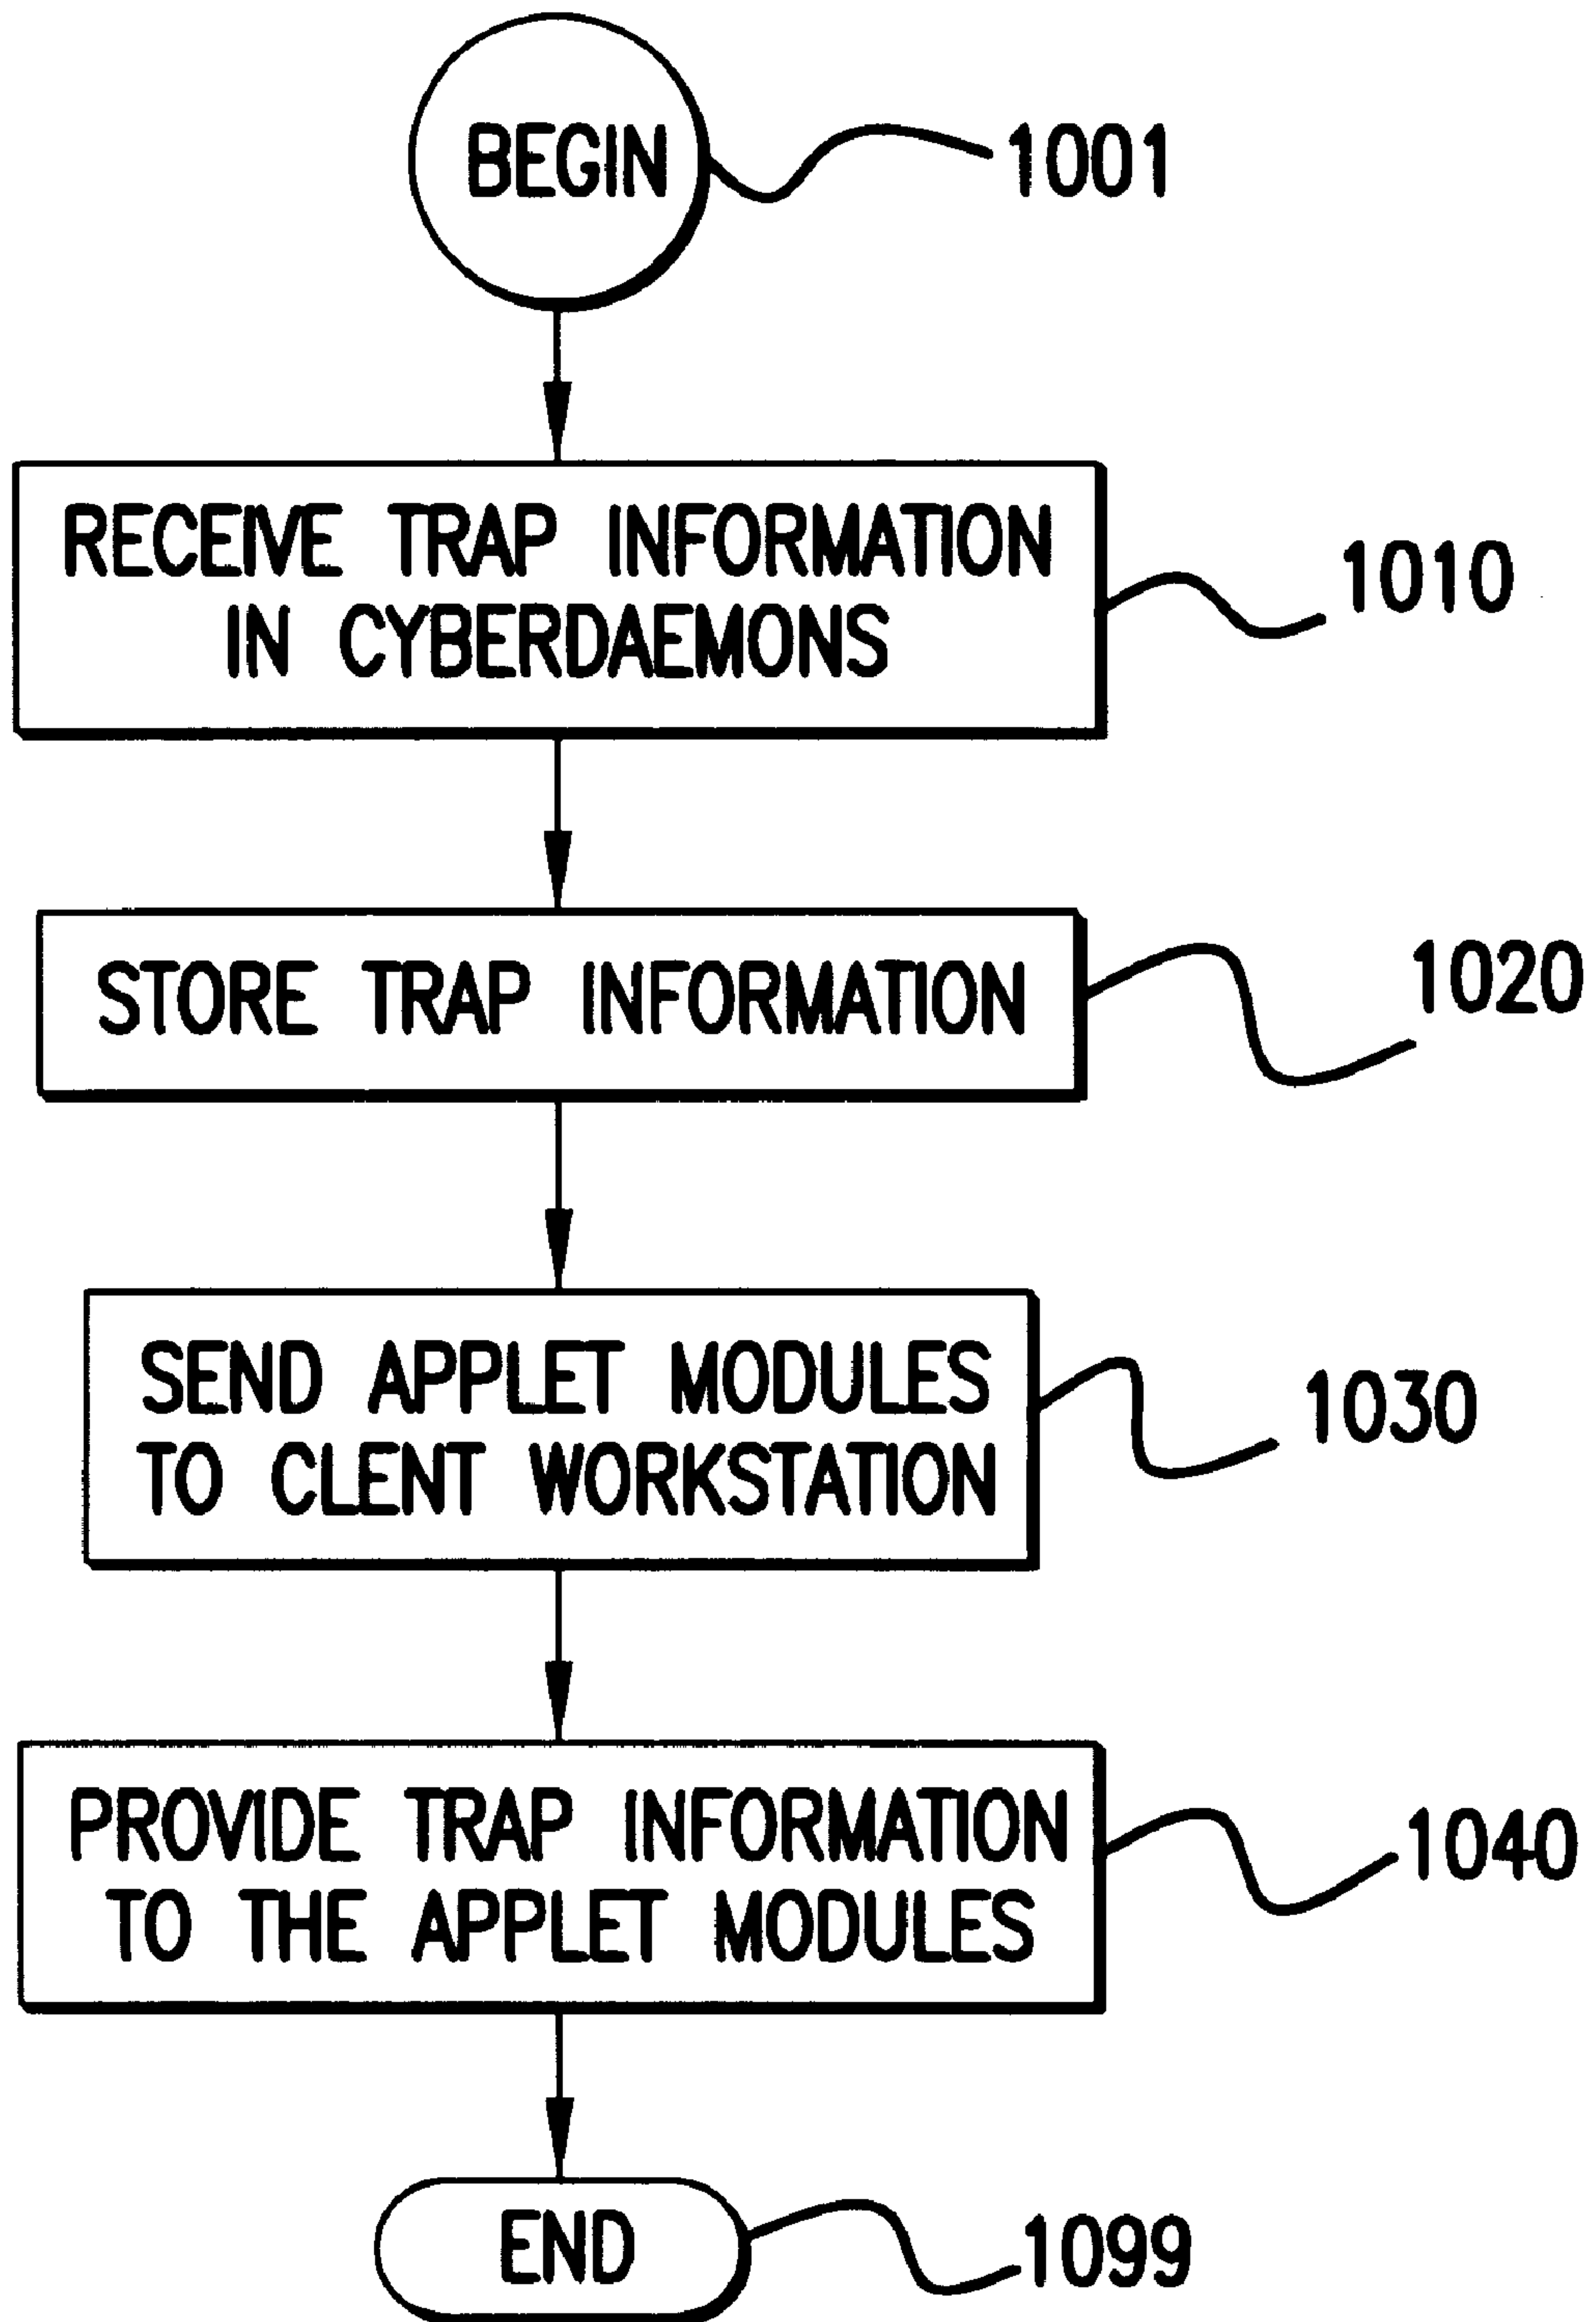 BEGIN
1001
RECEIVE TRAP INFORMATION
IN CYBERDAEMONS
1010
STORE TRAP INFORMATION
1020
SEND APPLET MODULES
TO CLENT WORKSTATION
1030
PROVIDE TRAP INFORMATION
TO THE APPLET MODULES
1040
END
1099